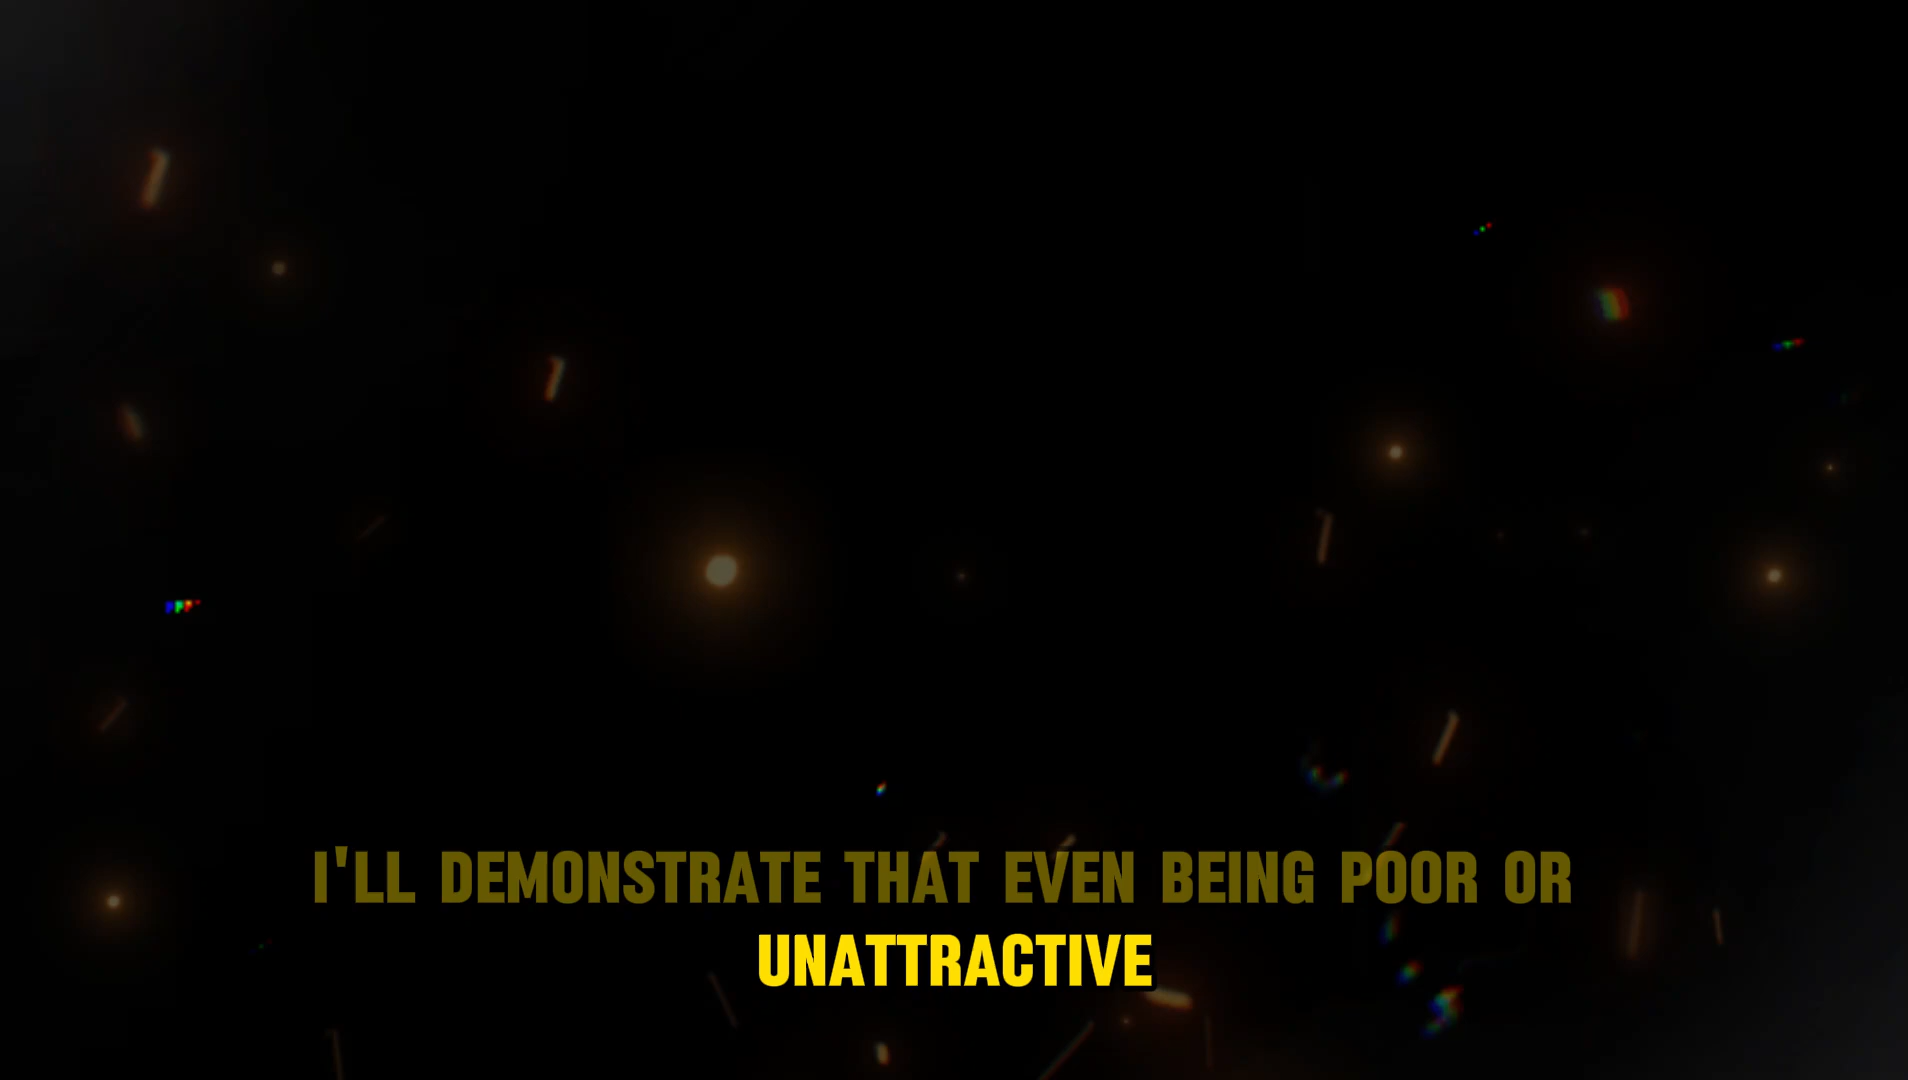 I'LL DEMONSTRATE THAT EVEN BEING POOR OR
UNATTRACTIVE